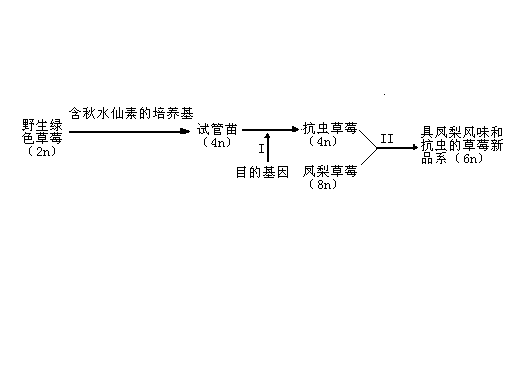 含秋水仙素的培养基
野生绿
色草莓
（2n）
试管苗
（4n）
I
目的基因
抗虫草莓
（4n）
凤梨草莓
（8n）
II
具凤梨风味和
抗虫的草莓新
品系（6n）